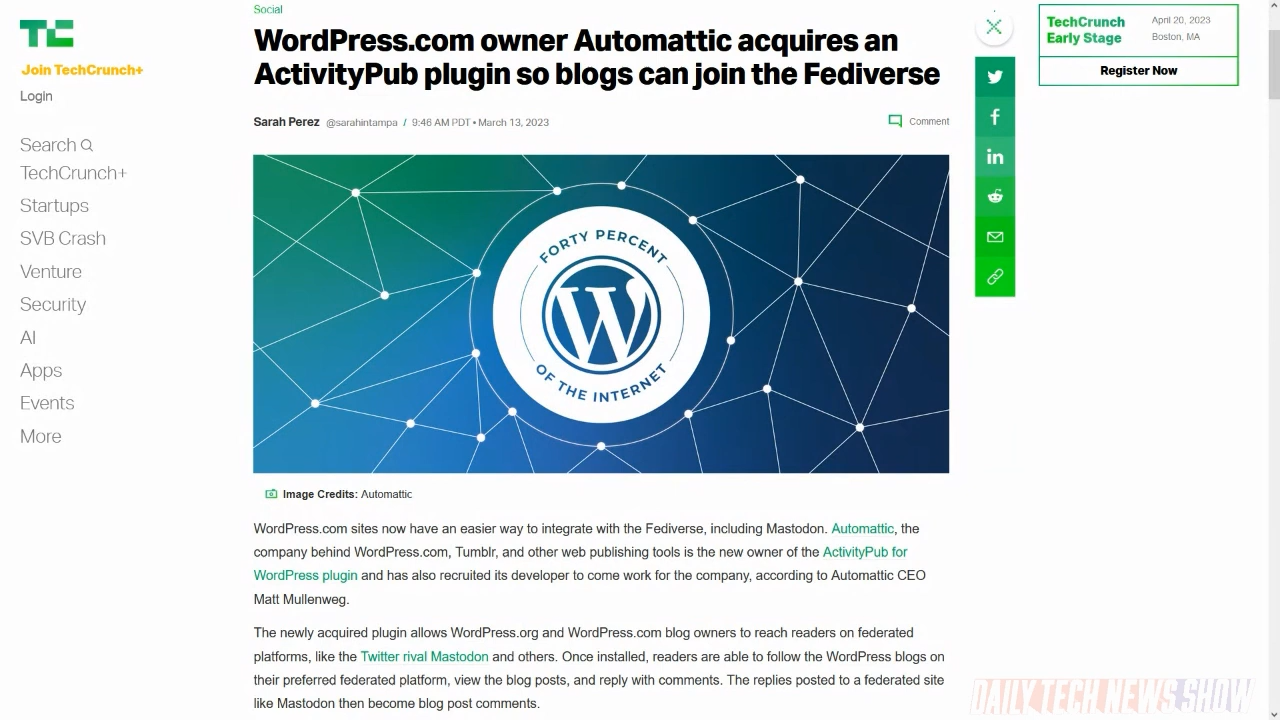 TC
Join TechCrunch+
Login
Search
TechCrunch+
Startups
SVB Crash
Venture
Security
AI
Apps
Events
More
Social
WordPress.com owner Automattic acquires an
ActivityPub plugin so blogs can join the Fediverse
Sarah Perez @sarahintampa / 9:46 AM PDT • March 13, 2023
Comment
FORTY PERCENT
W
OF THE INTERNET
Image Credits: Automattic
WordPress.com sites now have an easier way to integrate with the Fediverse, including Mastodon. Automattic, the
company behind WordPress.com, Tumblr, and other web publishing tools is the new owner of the ActivityPub for
WordPress plugin and has also recruited its developer to come work for the company, according to Automattic CEO
Matt Mullenweg.
The newly acquired plugin allows WordPress.org and WordPress.com blog owners to reach readers on federated
platforms, like the Twitter rival Mastodon and others. Once installed, readers are able to follow the WordPress blogs on
their preferred federated platform, view the blog posts, and reply with comments. The replies posted to a federated site
like Mastodon then become blog post comments.
f
in
TechCrunch
Early Stage
April 20, 2023
Boston, MA
Register Now
DAILY TECH NEWS SHOW